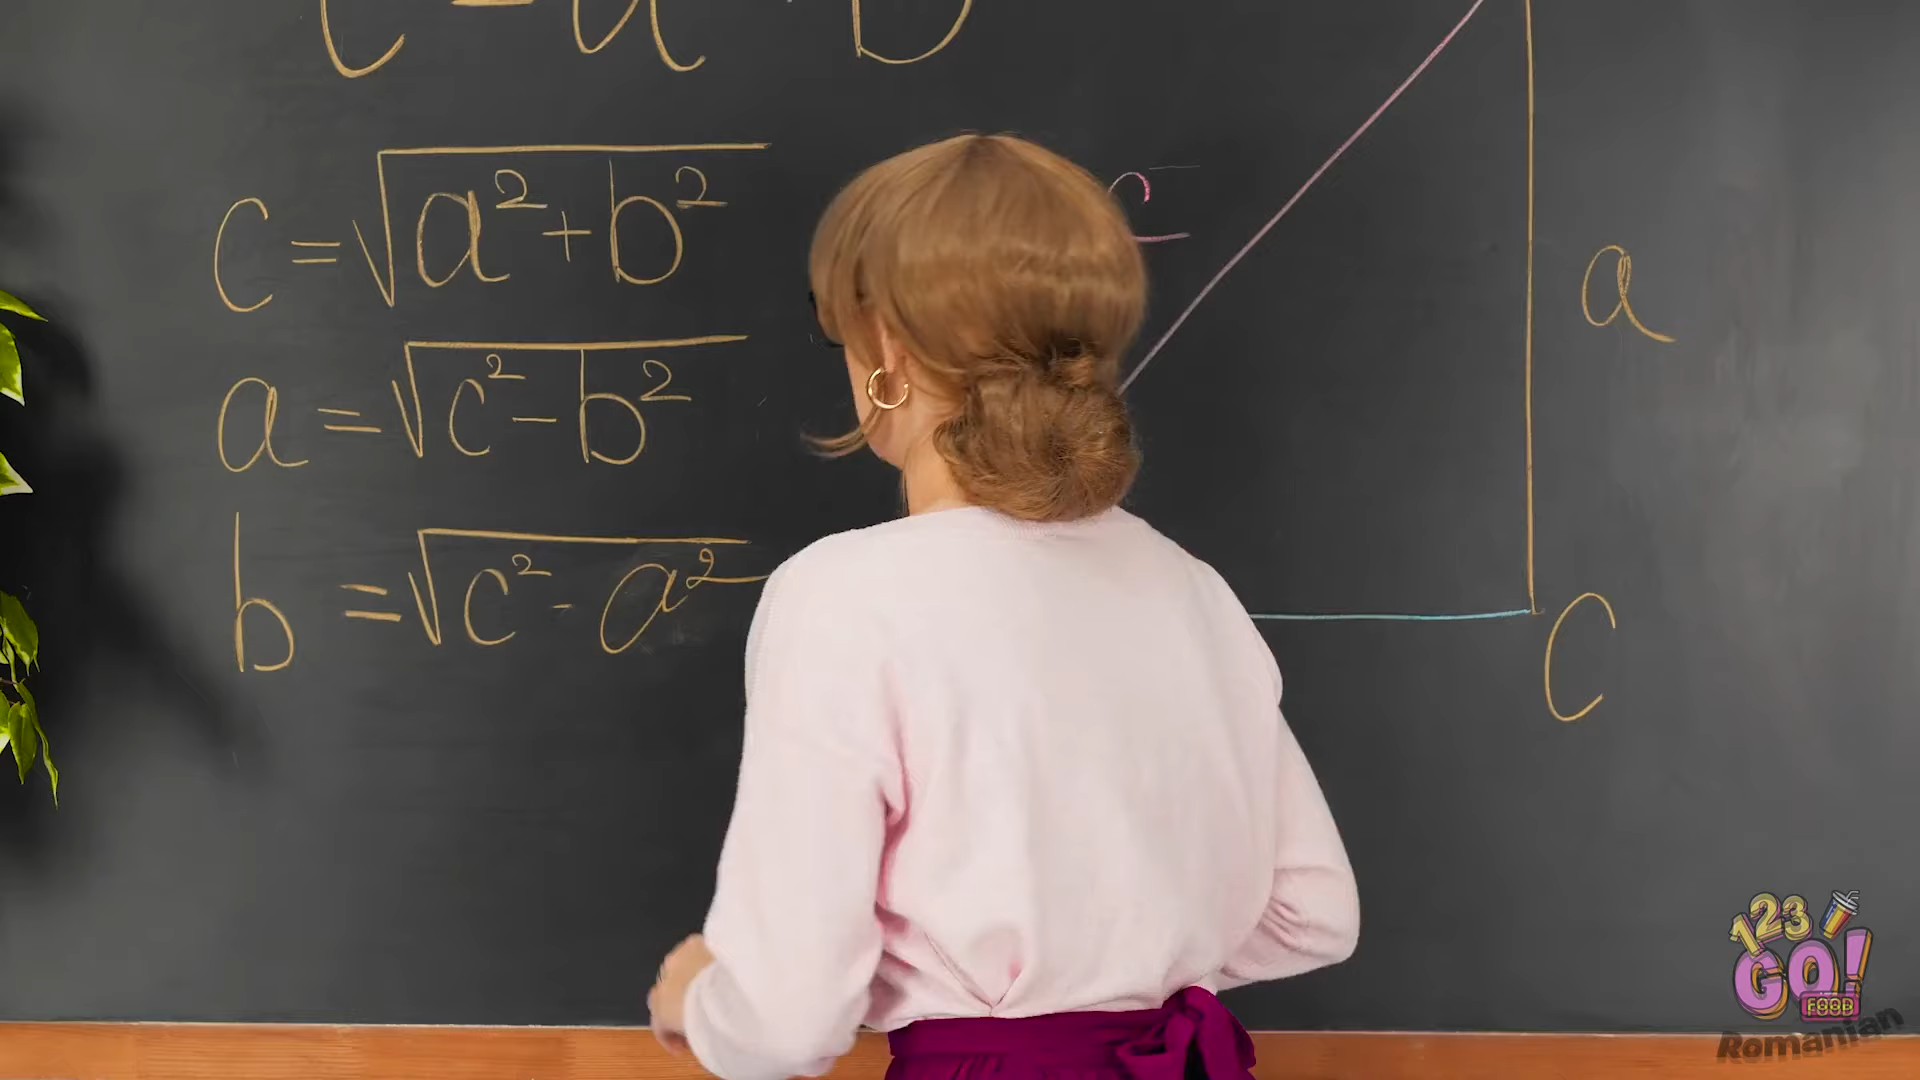 c = √a² + b²
a = √c² - b²
b = √c² - a²
c
a
C
123
GO!
FOOD
Romanian